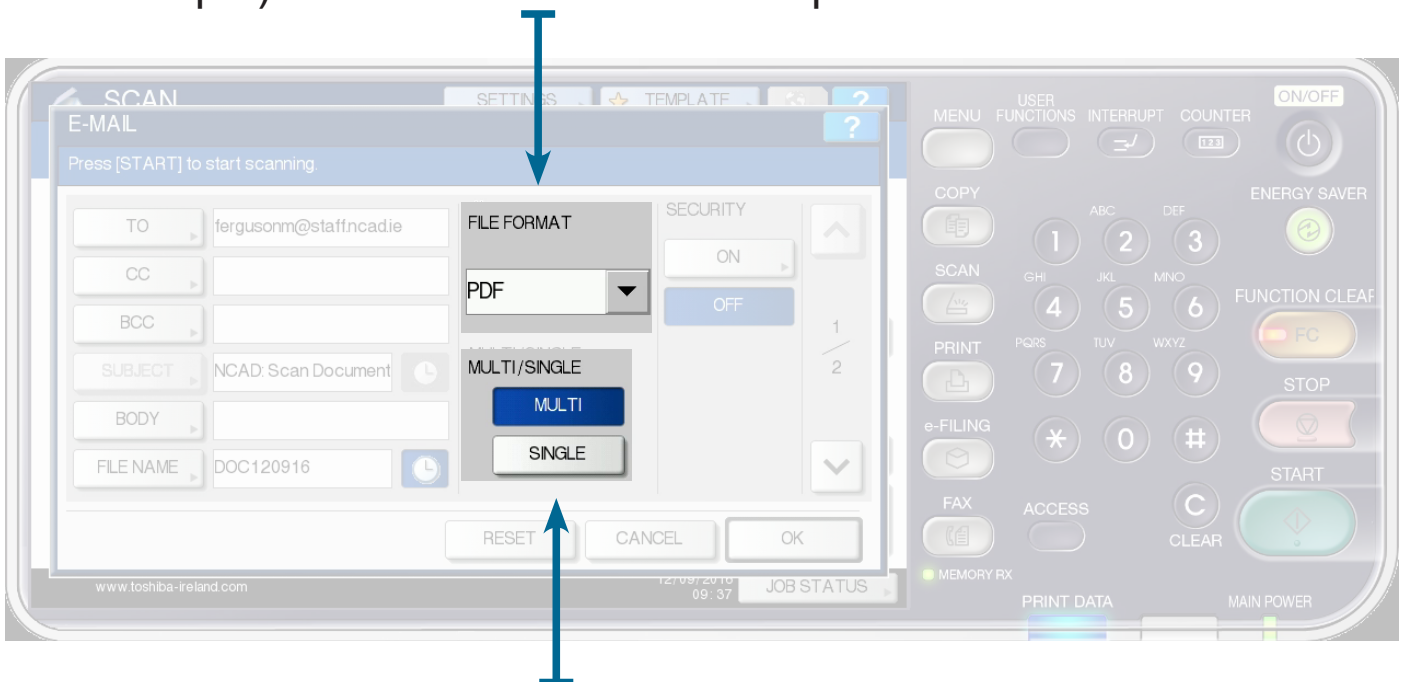 SCAN
SETTINGS
TEMPLATE
?
E-MAIL
?
Press [START] to start scanning.
TO
fergusonm@staff.ncad.ie
CC
BCC
SUBJECT
NCAD: Scan Document
BODY
FILE NAME
DOC120916
FILE FORMAT
PDF
MULTI/SINGLE
MULTI
SINGLE
SECURITY
ON
OFF
1
2
RESET
CANCEL
OK
www.toshiba-ireland.com
12/09/2016
09:37
JOB STATUS
MENU
USER
FUNCTIONS
INTERRUPT
COUNTER
123
ON/OFF
COPY
ENERGY SAVER
ABC
DEF
1
2
3
SCAN
GHI
JKL
MNO
4
5
6
FUNCTION CLEAR
FC
PRINT
PQRS
TUV
WXYZ
7
8
9
STOP
e-FILING
*
0
#
START
FAX
ACCESS
C
CLEAR
MEMORY RX
PRINT DATA
MAIN POWER